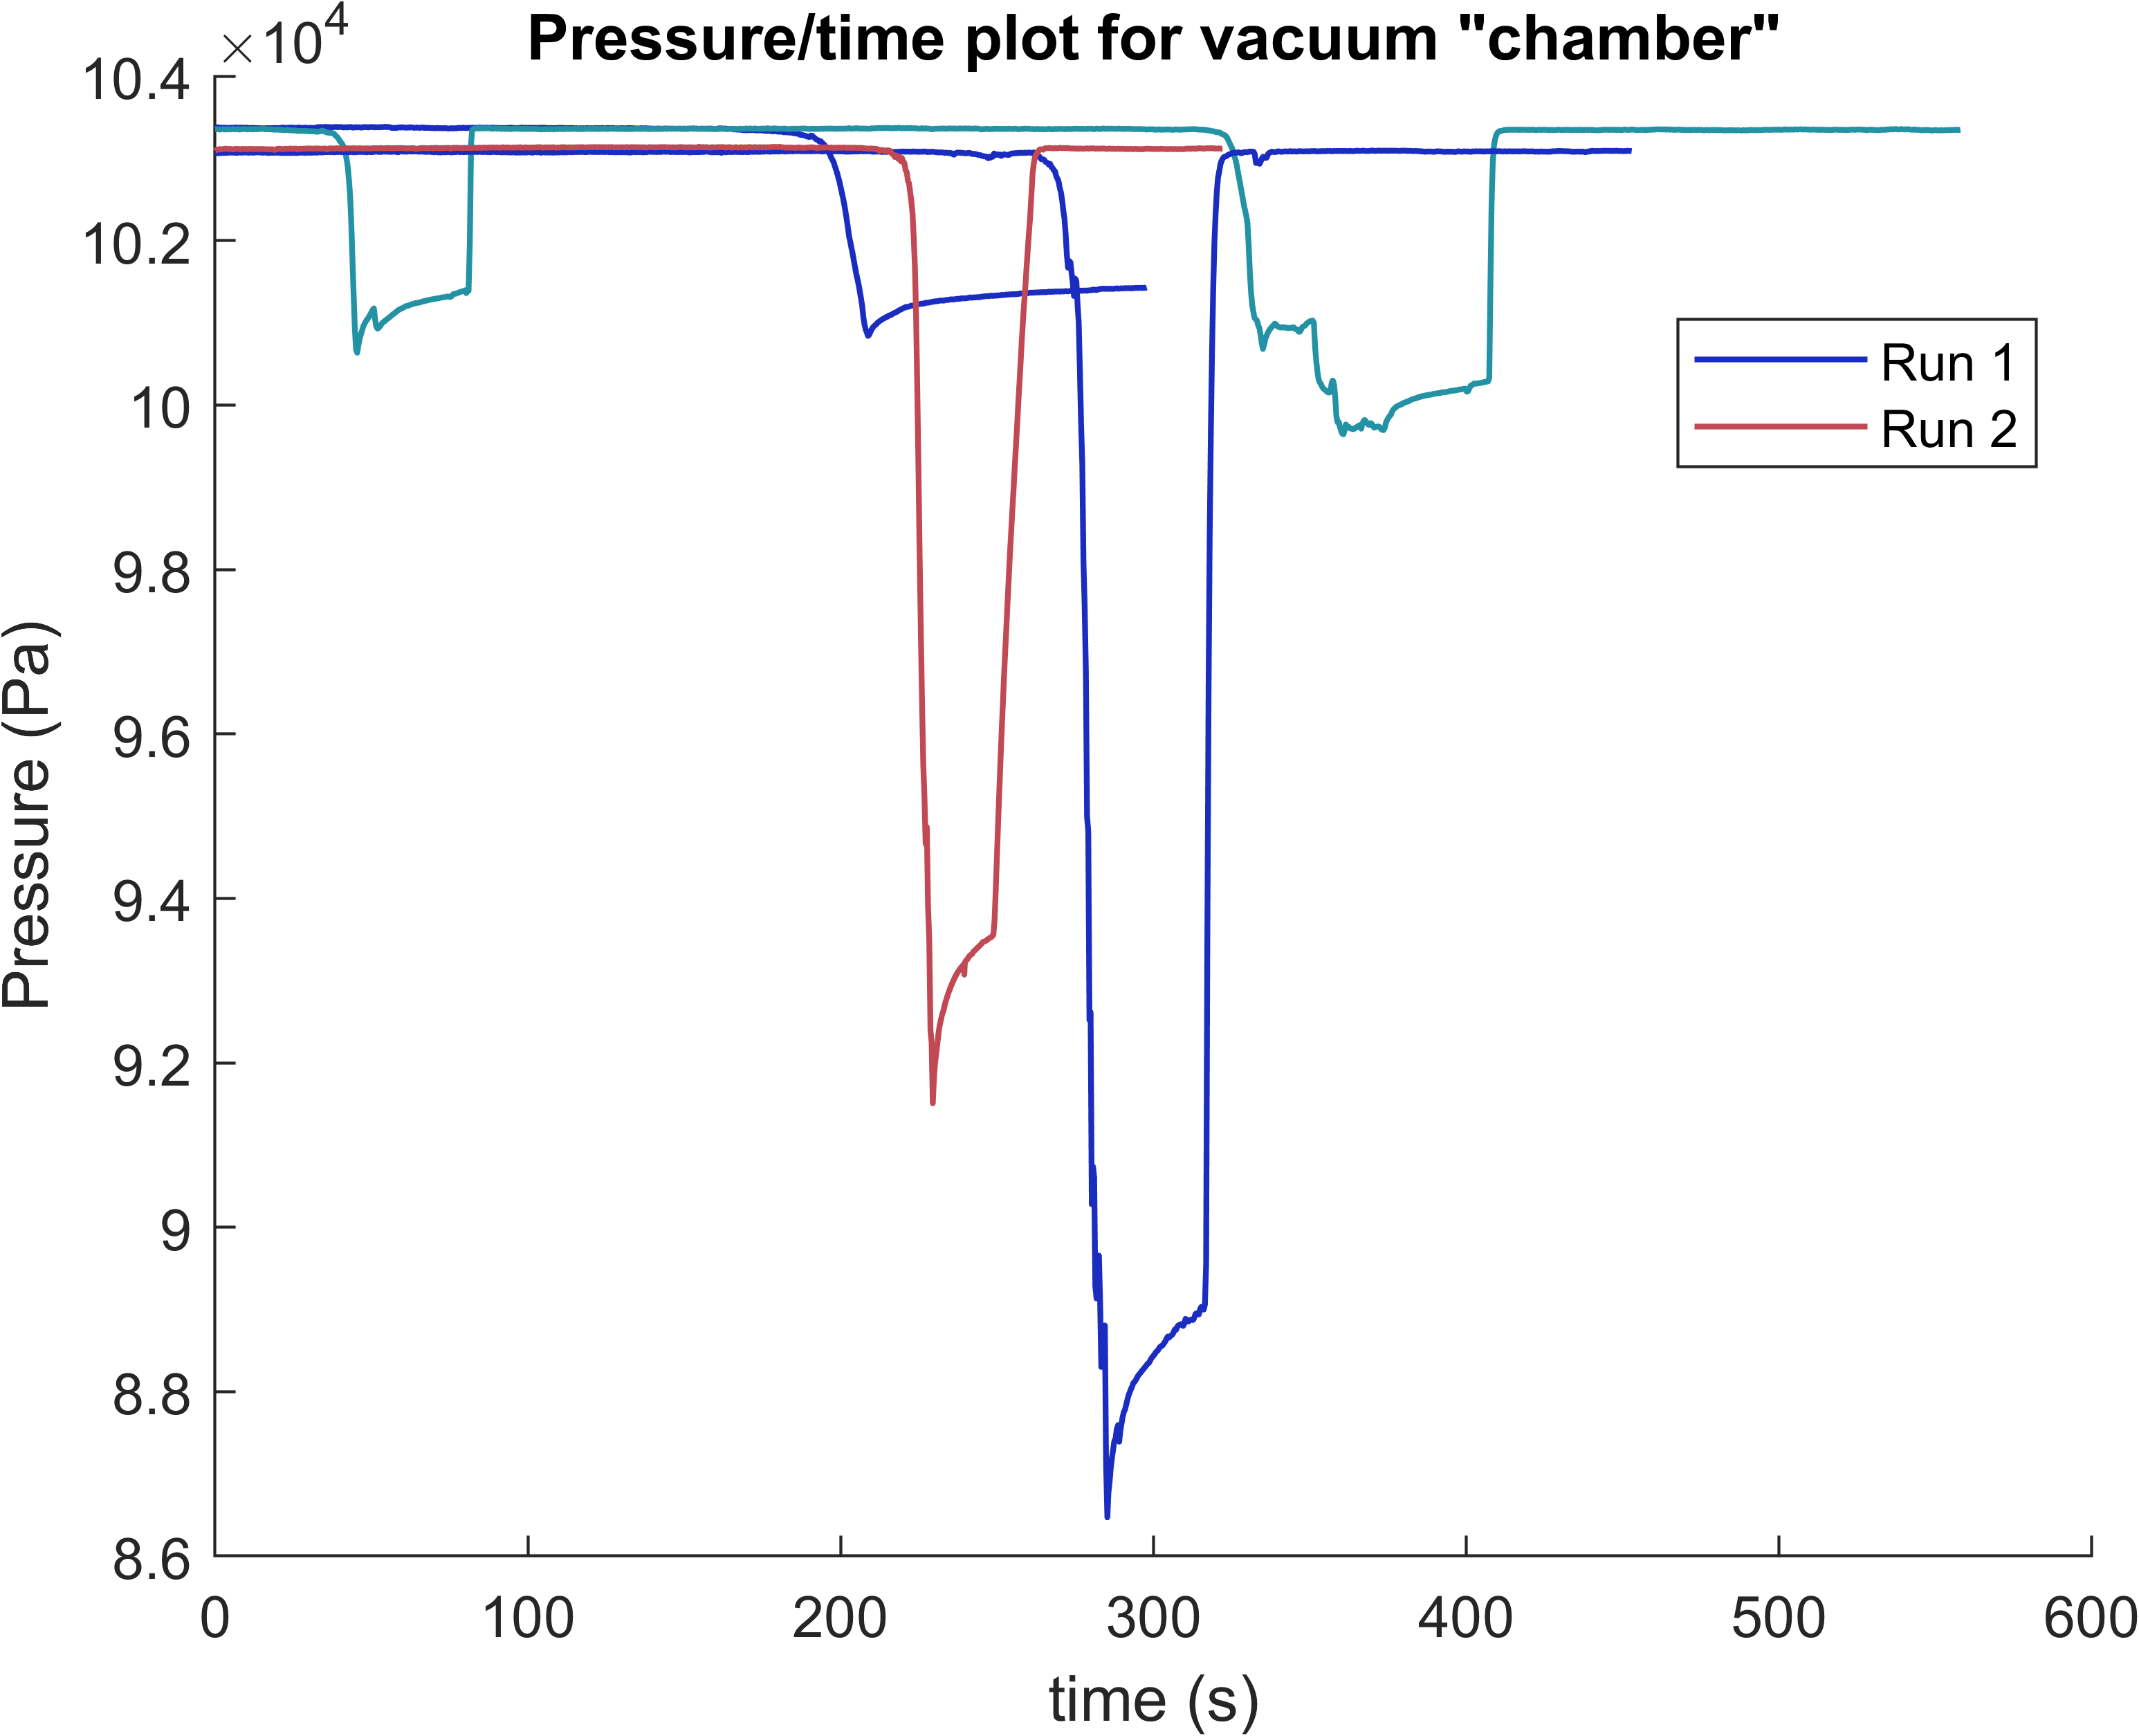 Pressure/time plot for vacuum "chamber"
×10⁴
10.4
10.2
10
9.8
9.6
9.4
9.2
9
8.8
8.6
Pressure (Pa)
Run 1
Run 2
0 100 200 300 400 500 600
time (s)